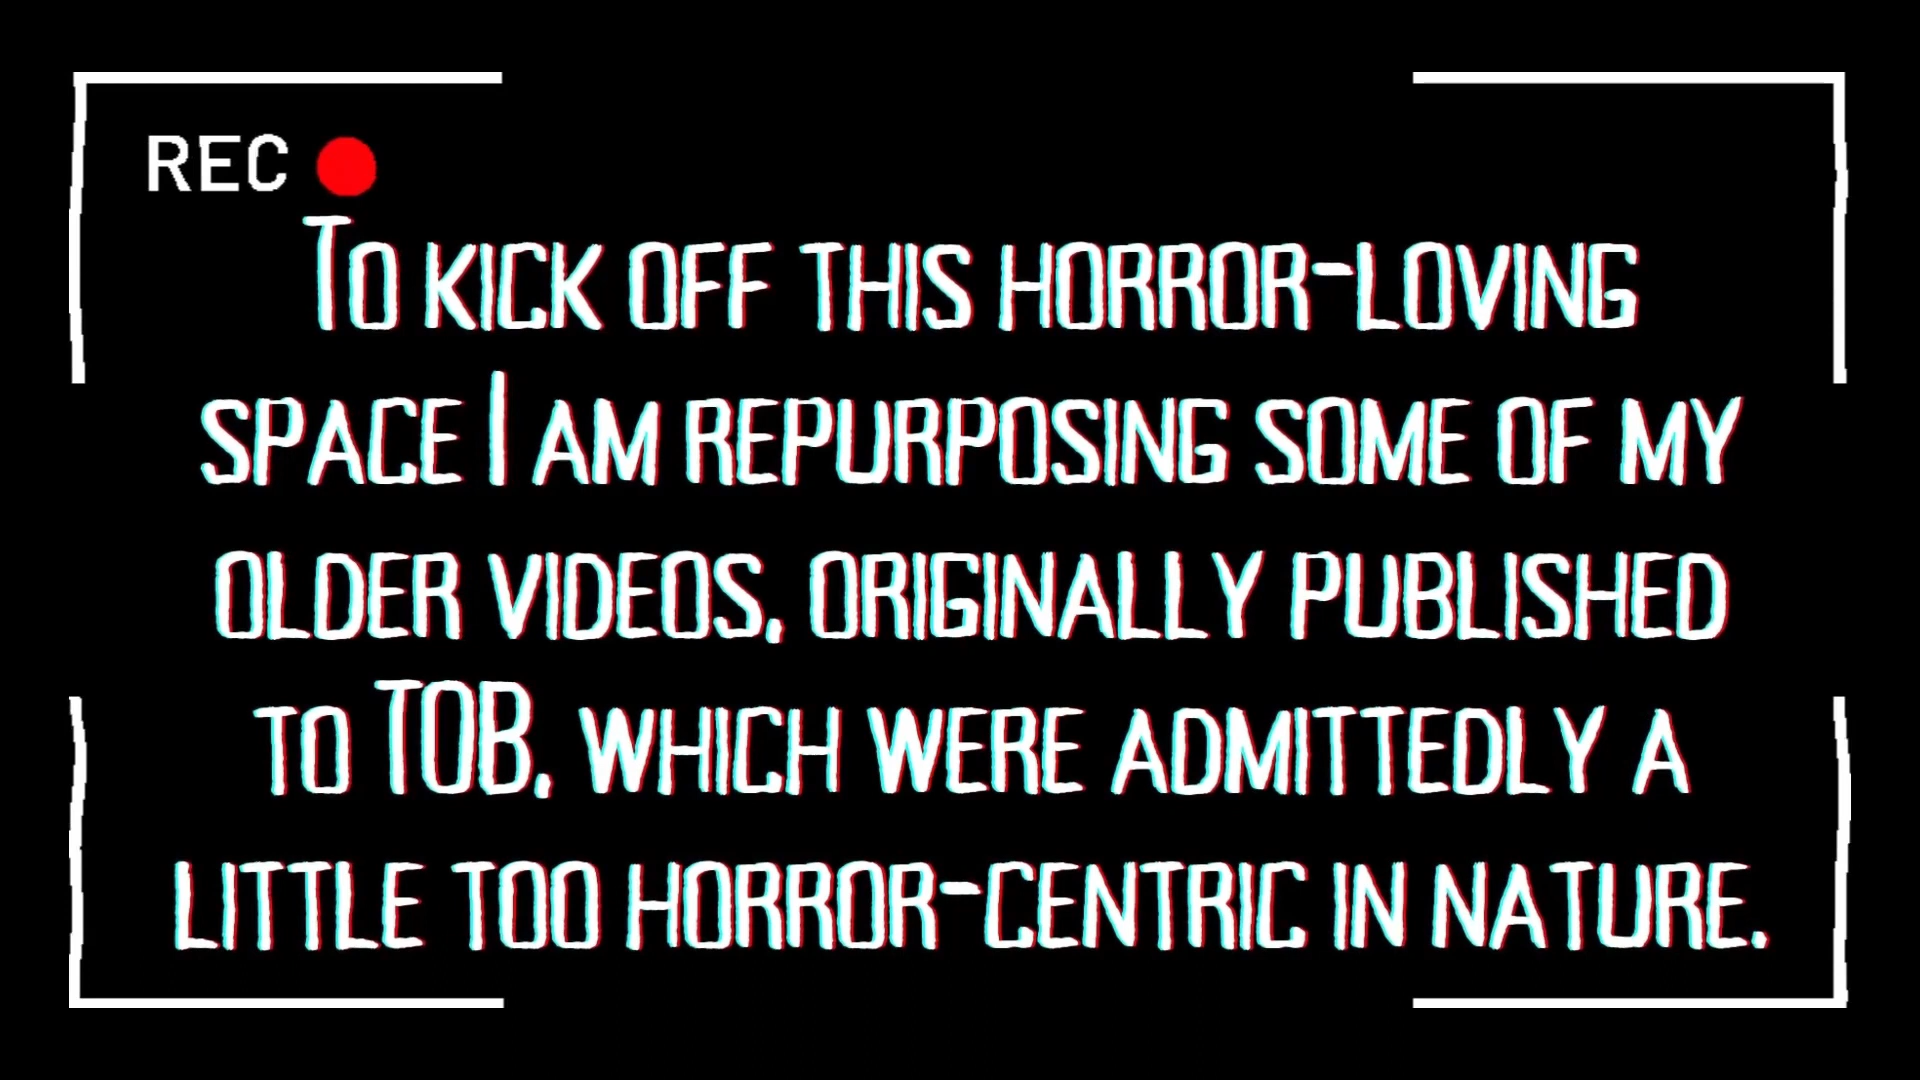 REC
To kick off this horror-loving
space I am repurposing some of my
older videos, originally published
to TOB, which were admittedly a
little too horror-centric in nature.